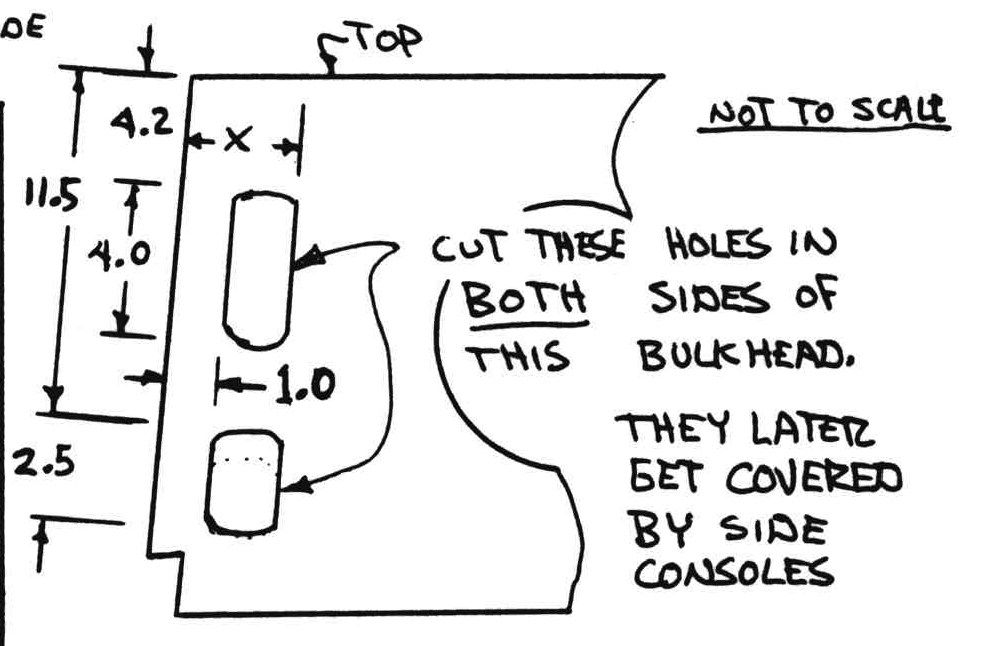 DE
TOP
4.2
NOT TO SCALE
X
11.5
4.0
CUT THESE HOLES IN
BOTH SIDES OF
THIS BULKHEAD.
1.0
THEY LATER
GET COVERED
BY SIDE
CONSOLES
2.5